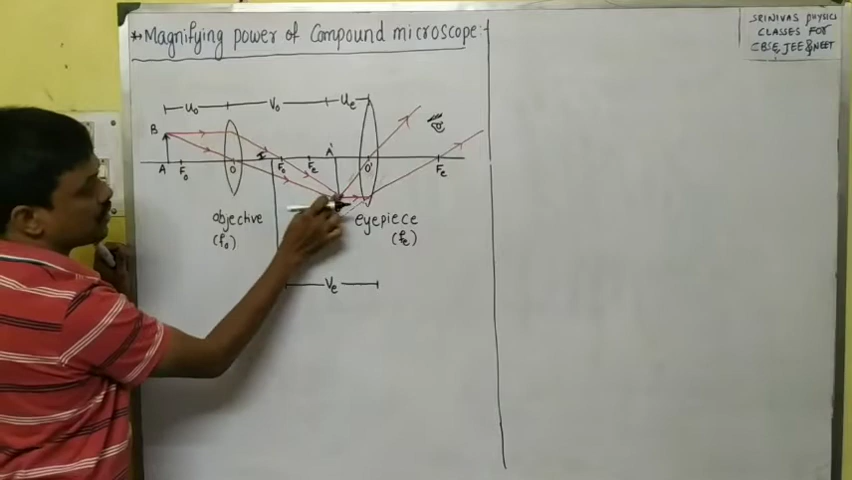 ** Magnifying power of Compound microscope:-
SRINIVAS PHYSICS
CLASSES FOR
CBSE, JEE & NEET
u₀ v₀ uₑ
B
A F₀ O F₀ Fₑ A' O' Fₑ
objective eyepiece
(f₀) (fₑ)
Vₑ